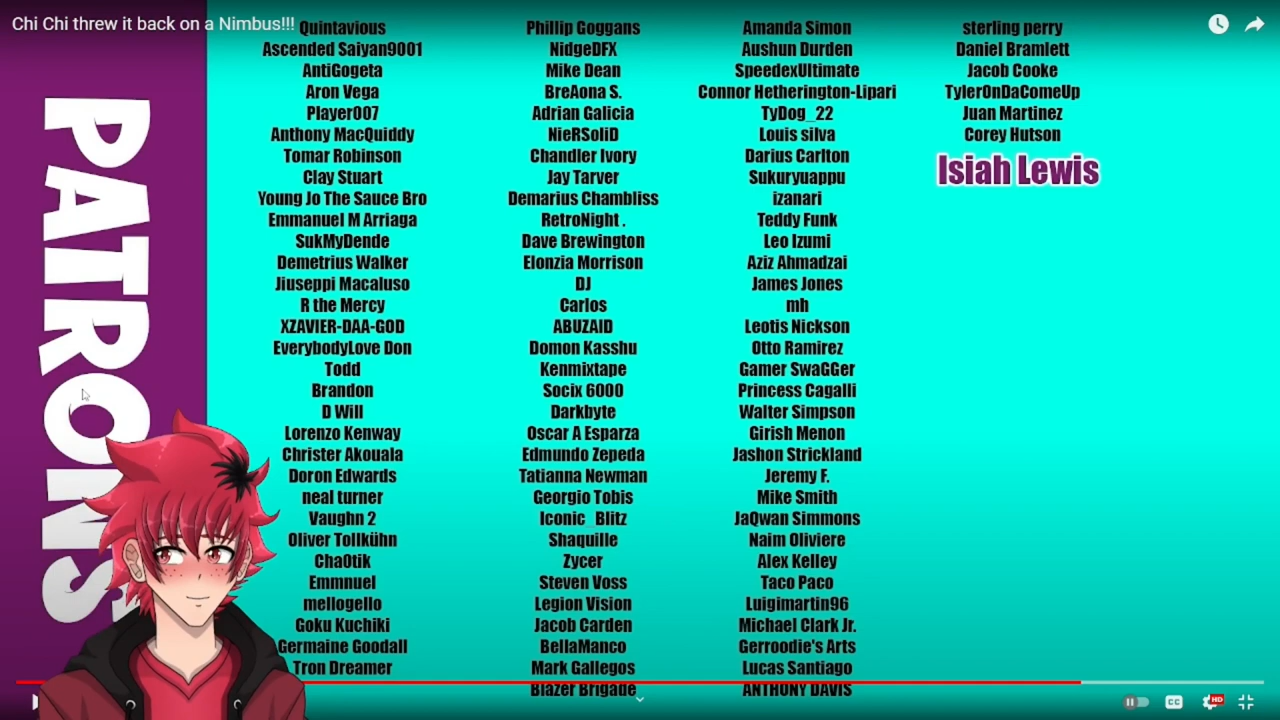 Chi Chi threw it back on a Nimbus!!!
PATRONS
Quintavious
Ascended Saiyan9001
AntiGogeta
Aron Vega
Player007
Anthony MacQuiddy
Tomar Robinson
Clay Stuart
Young Jo The Sauce Bro
Emmanuel M Arriaga
SukMyDende
Demetrius Walker
Jiuseppi Macaluso
R the Mercy
XZAVIER-DAA-GOD
EverybodyLove Don
Todd
Brandon
D Will
Lorenzo Kenway
Christer Akouala
Doron Edwards
neal turner
Vaughn 2
Oliver Tollkühn
Cha0tik
Emmnuel
mellogello
Goku Kuchiki
Germaine Goodall
Tron Dreamer
Phillip Goggans
NidgeDFX
Mike Dean
BreAona S.
Adrian Galicia
NieRSoliD
Chandler Ivory
Jay Tarver
Demarius Chambliss
RetroNight .
Dave Brewington
Elonzia Morrison
DJ
Carlos
ABUZAID
Domon Kasshu
Kenmixtape
Socix 6000
Darkbyte
Oscar A Esparza
Edmundo Zepeda
Tatianna Newman
Georgio Tobis
Iconic_Blitz
Shaquille
Zycer
Steven Voss
Legion Vision
Jacob Carden
BellaManco
Mark Gallegos
Blazer Brigade
Amanda Simon
Aushun Durden
SpeedexUltimate
Connor Hetherington-Lipari
TyDog_22
Louis silva
Darius Carlton
Sukuryuappu
izanari
Teddy Funk
Leo Izumi
Aziz Ahmadzai
James Jones
mh
Leotis Nickson
Otto Ramirez
Gamer SwaGGer
Princess Cagalli
Walter Simpson
Girish Menon
Jashon Strickland
Jeremy F.
Mike Smith
JaQwan Simmons
Naim Oliviere
Alex Kelley
Taco Paco
Luigimartin96
Michael Clark Jr.
Gerroodie's Arts
Lucas Santiago
ANTHONY DAVIS
sterling perry
Daniel Bramlett
Jacob Cooke
TylerOnDaComeUp
Juan Martinez
Corey Hutson
Isiah Lewis
CC
HD